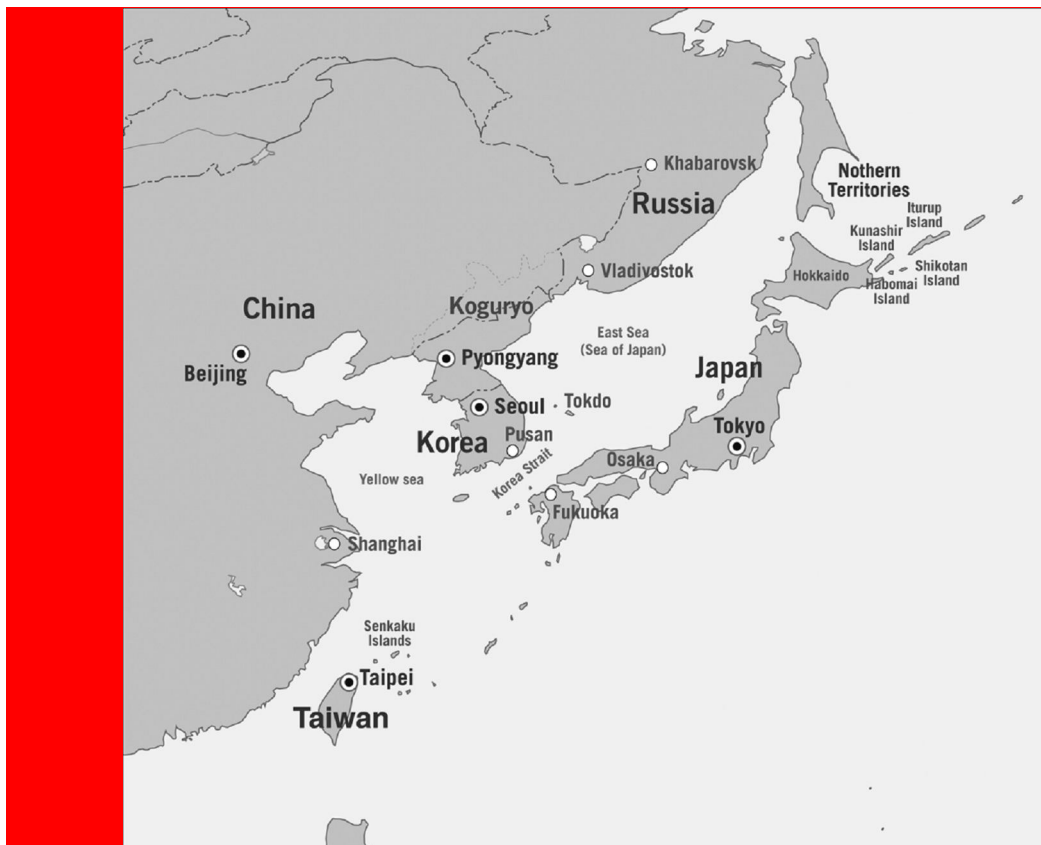 Khabarovsk
Nothern
Territories
Russia
Iturup
Island
Kunashir
Island
Shikotan
Island
Hokkaido
Habomai
Island
Vladivostok
China
Koguryo
East Sea
(Sea of Japan)
Beijing
Pyongyang
Japan
Seoul
Tokdo
Korea
Pusan
Tokyo
Osaka
Yellow sea
Korea Strait
Fukuoka
Shanghai
Senkaku
Islands
Taipei
Taiwan